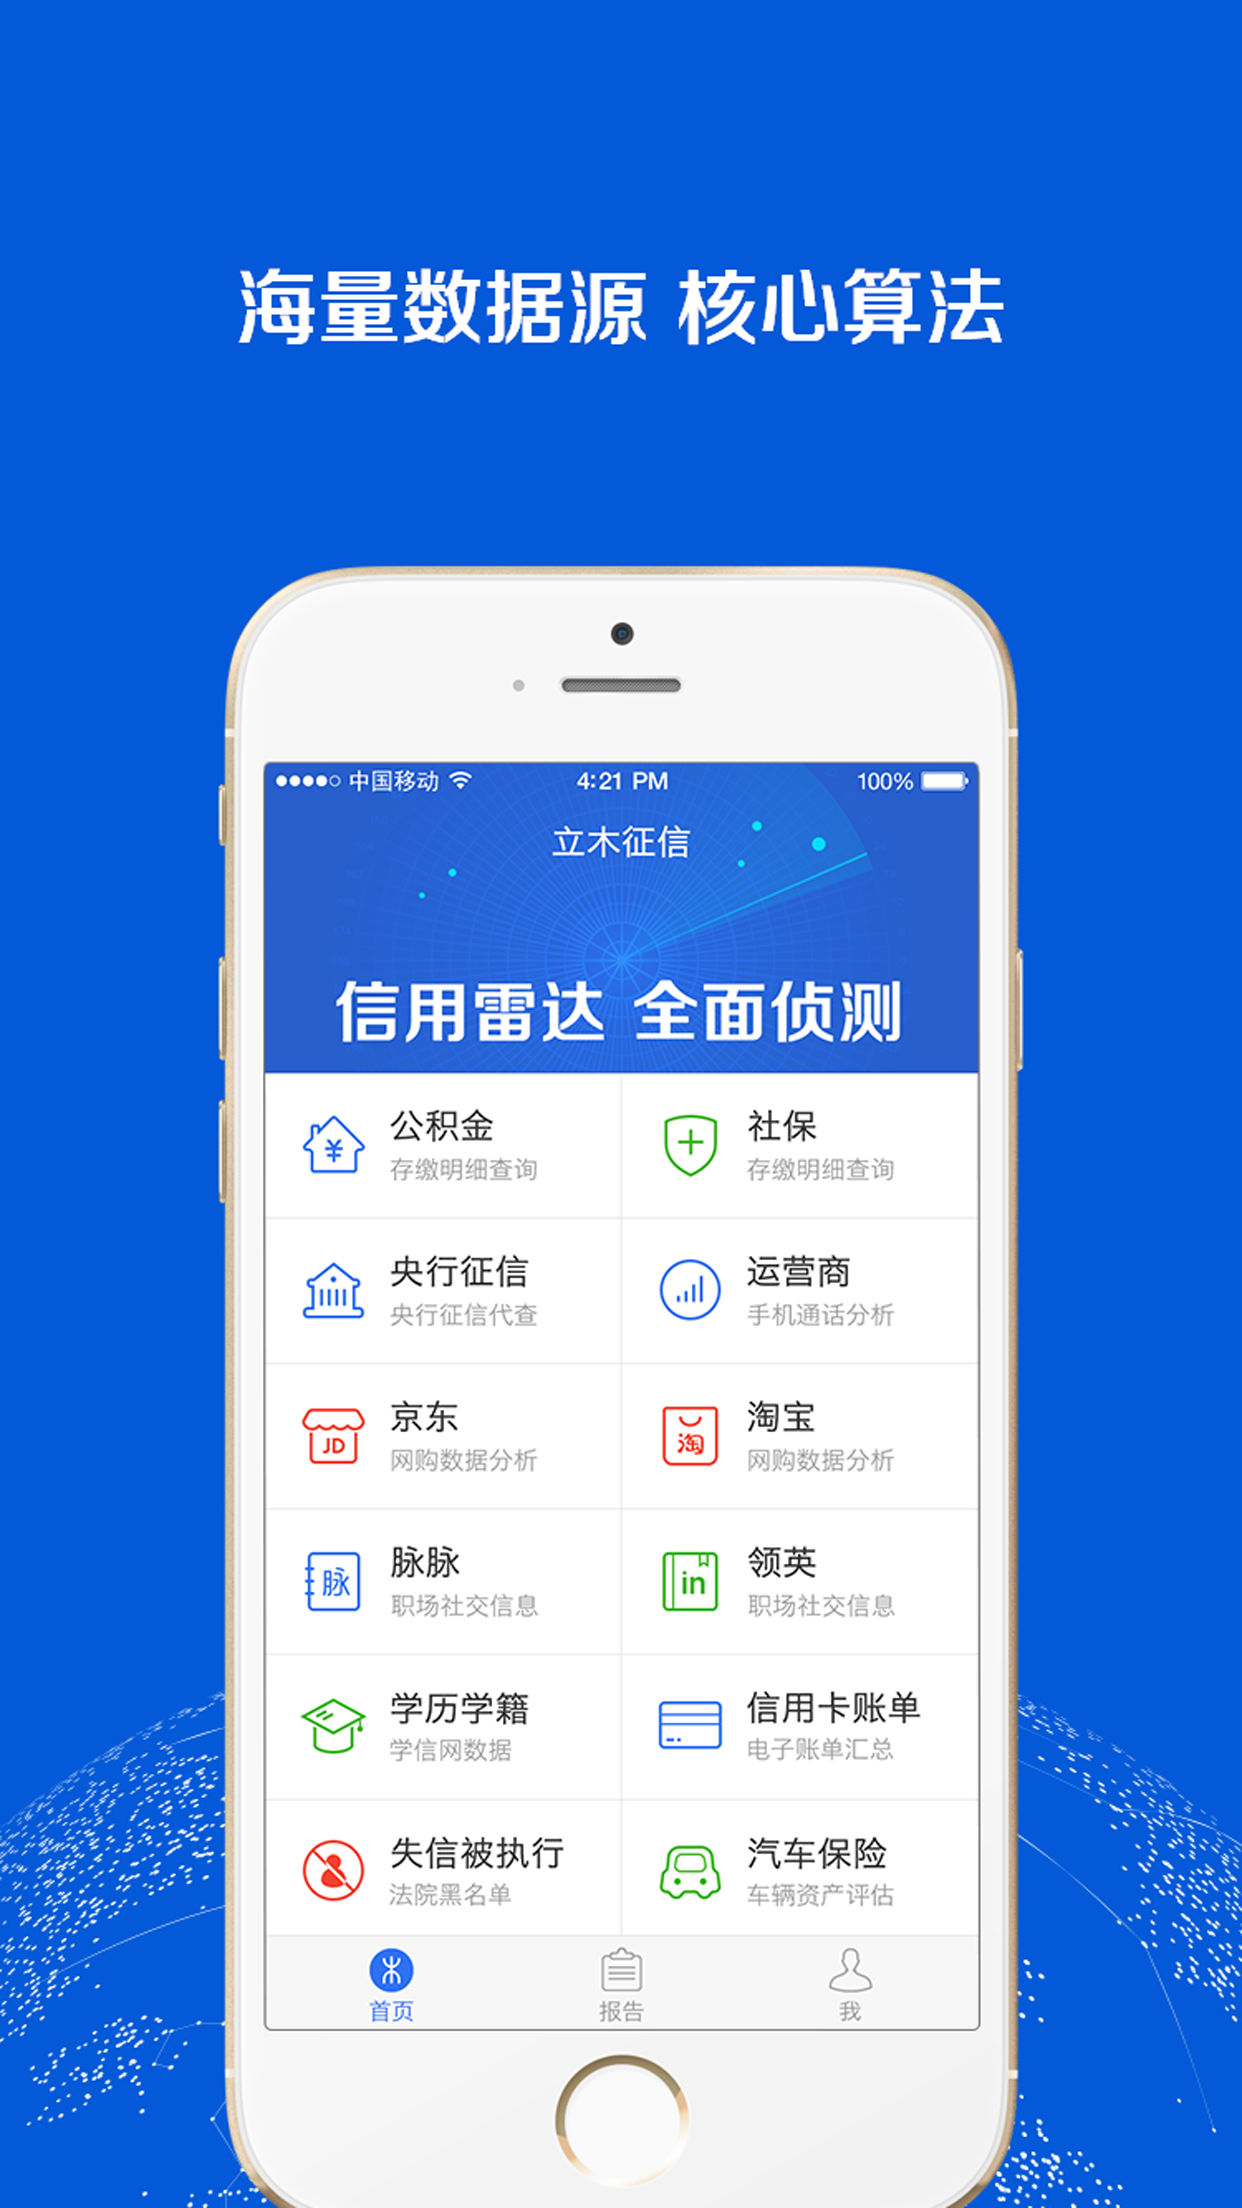 海量数据源 核心算法
中国移动 4:21 PM 100%
立木征信
信用雷达 全面侦测
公积金
存缴明细查询
社保
存缴明细查询
央行征信
央行征信代查
运营商
手机通话分析
JD
京东
网购数据分析
淘
淘宝
网购数据分析
脉
脉脉
职场社交信息
in
领英
职场社交信息
学历学籍
学信网数据
信用卡账单
电子账单汇总
失信被执行
法院黑名单
汽车保险
车辆资产评估
首页 报告 我